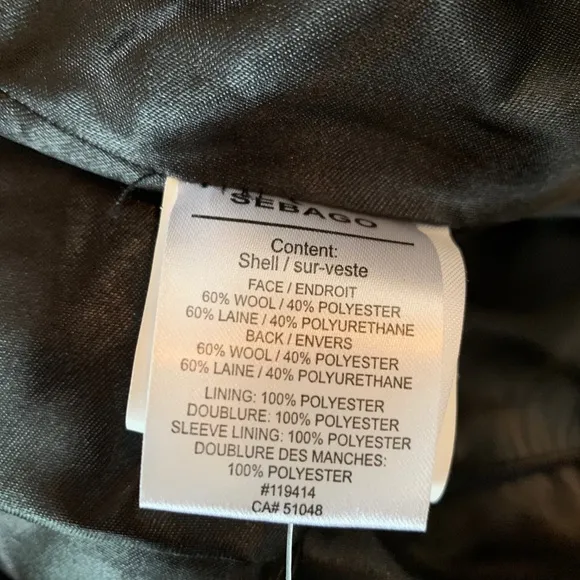 SEBAGO
Content:
Shell / sur-veste
FACE / ENDROIT
60% WOOL / 40% POLYESTER
60% LAINE / 40% POLYURETHANE
BACK / ENVERS
60% WOOL / 40% POLYESTER
60% LAINE / 40% POLYURETHANE
LINING: 100% POLYESTER
DOUBLURE: 100% POLYESTER
SLEEVE LINING: 100% POLYESTER
DOUBLURE DES MANCHES:
100% POLYESTER
#119414
CA# 51048